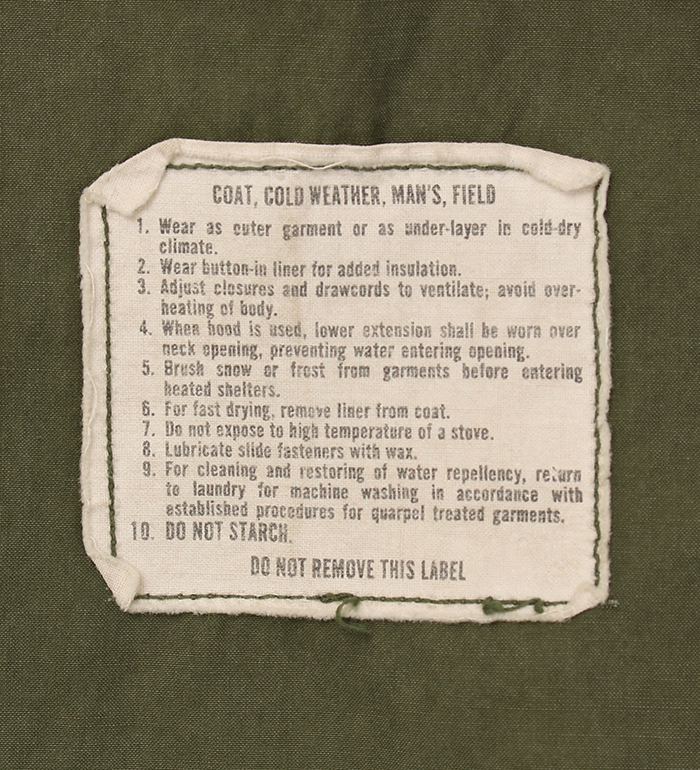 COAT, COLD WEATHER, MAN'S, FIELD
1. Wear as outer garment or as under-layer in cold-dry
climate.
2. Wear button-in liner for added insulation.
3. Adjust closures and drawcords to ventilate; avoid over-
heating of body.
4. When hood is used, lower extension shall be worn over
neck opening, preventing water entering opening.
5. Brush snow or frost from garments before entering
heated shelters.
6. For fast drying, remove liner from coat.
7. Do not expose to high temperature of a stove.
8. Lubricate slide fasteners with wax.
9. For cleaning and restoring of water repellency, return
to laundry for machine washing in accordance with
established procedures for quarpel treated garments.
10. DO NOT STARCH.
DO NOT REMOVE THIS LABEL